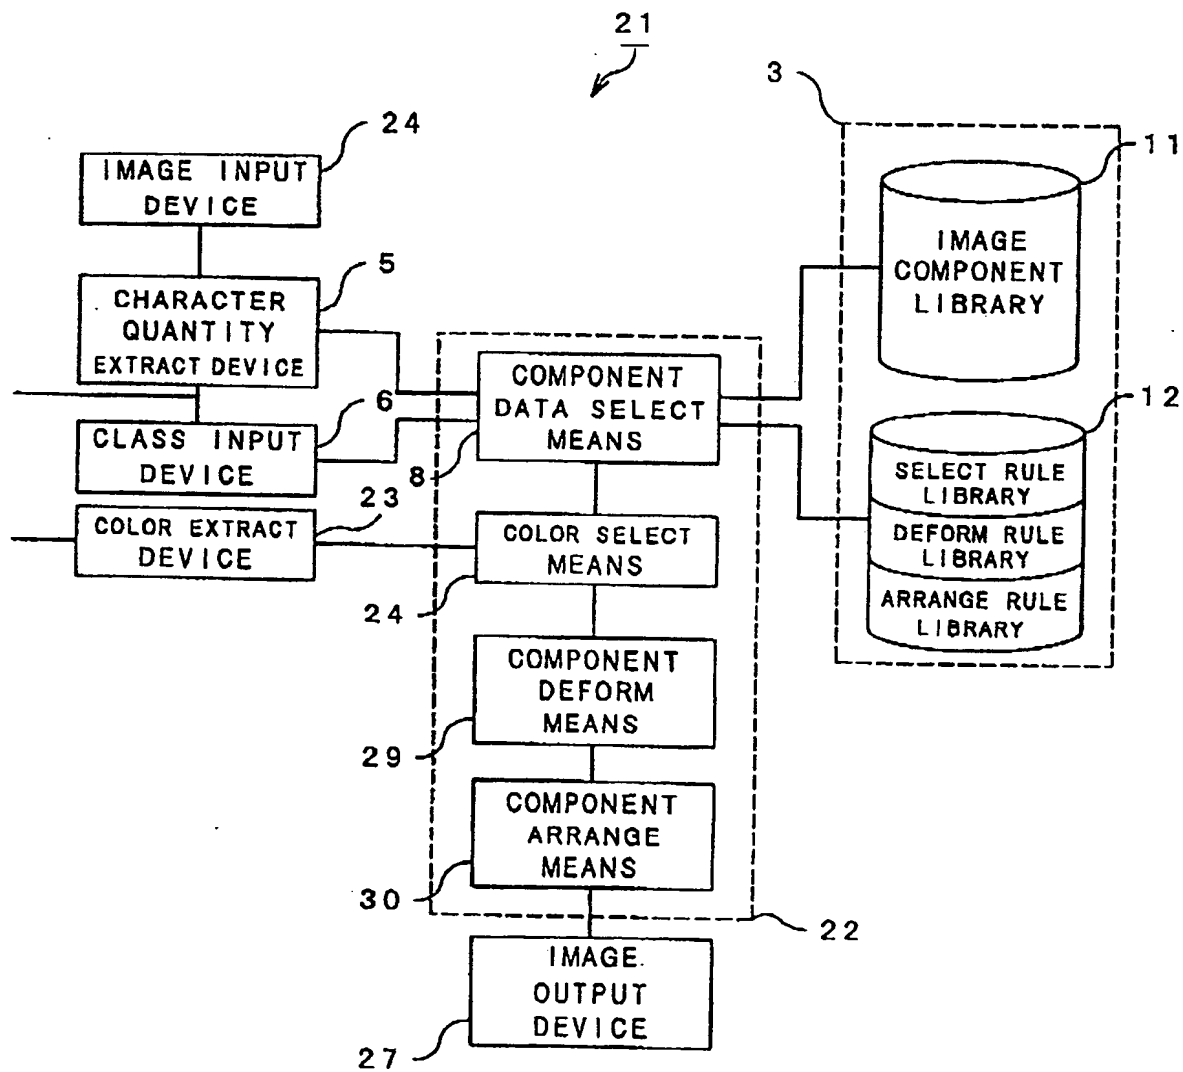 21
3
24
11
IMAGE INPUT
DEVICE
IMAGE
COMPONENT
LIBRARY
5
CHARACTER
QUANTITY
EXTRACT DEVICE
COMPONENT
DATA SELECT
MEANS
6
12
CLASS INPUT
DEVICE
8
SELECT RULE
LIBRARY
23
COLOR EXTRACT
DEVICE
COLOR SELECT
MEANS
DEFORM RULE
LIBRARY
24
ARRANGE RULE
LIBRARY
COMPONENT
DEFORM
MEANS
29
COMPONENT
ARRANGE
MEANS
30
22
IMAGE
OUTPUT
DEVICE
27